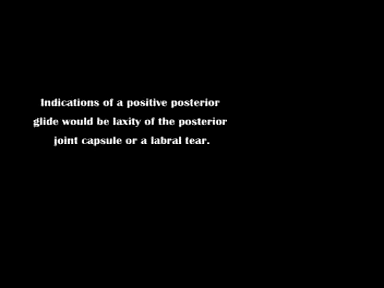 Indications of a positive posterior
glide would be laxity of the posterior
joint capsule or a labral tear.